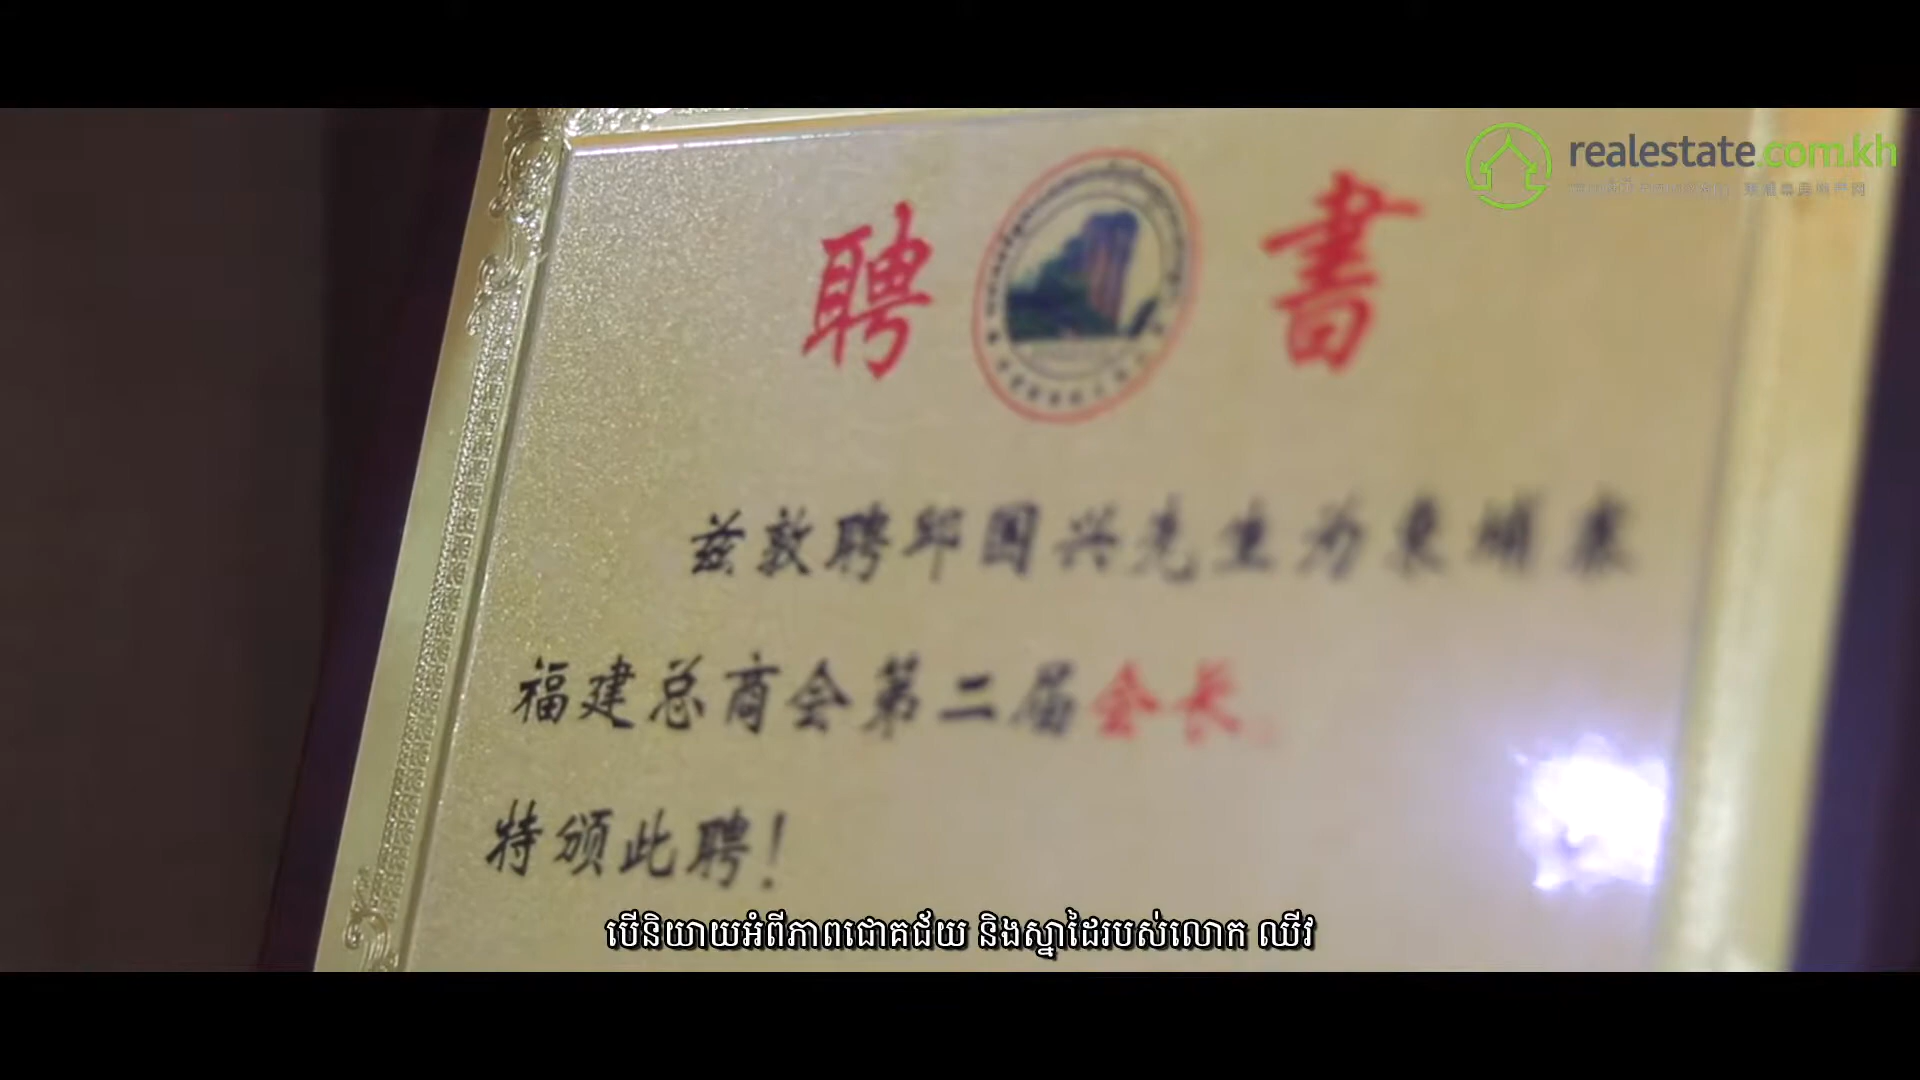 realestate.com.kh
聘 書
兹敦聘邱国兴先生为柬埔寨
福建总商会第二届会长。
特颁此聘！
បើនិយាយអំពីភាពជោគជ័យ និងស្នាដៃរបស់លោក ឈីវ